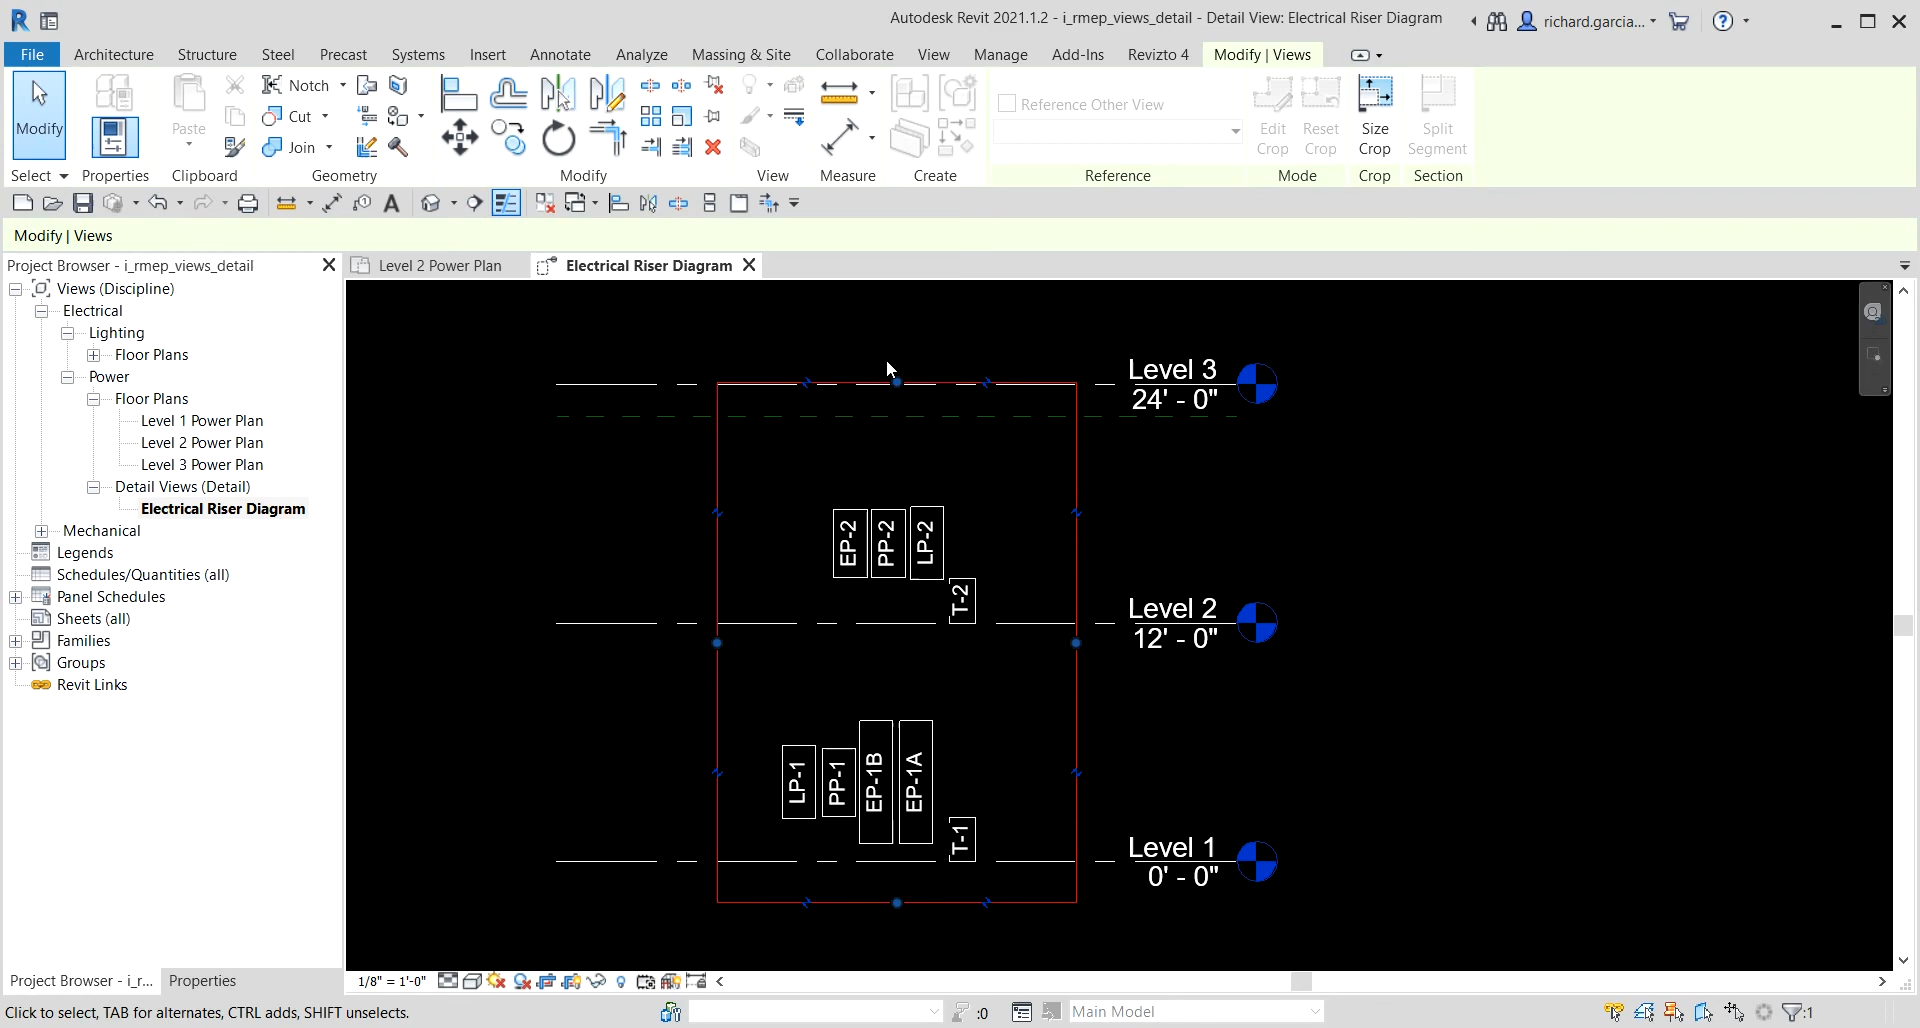 Autodesk Revit 2021.1.2 - i_rmep_views_detail - Detail View: Electrical Riser Diagram
richard.garcia...
File Architecture Structure Steel Precast Systems Insert Annotate Analyze Massing & Site Collaborate View Manage Add-Ins Revizto 4 Modify | Views
Modify
Paste
Notch
Cut
Join
Reference Other View
Edit Crop
Reset Crop
Size Crop
Split Segment
Select Properties Clipboard Geometry Modify View Measure Create Reference Mode Crop Section
Modify | Views
Project Browser - i_rmep_views_detail
Level 2 Power Plan
Electrical Riser Diagram
Views (Discipline)
Electrical
Lighting
Floor Plans
Power
Floor Plans
Level 1 Power Plan
Level 2 Power Plan
Level 3 Power Plan
Detail Views (Detail)
Electrical Riser Diagram
Mechanical
Legends
Schedules/Quantities (all)
Panel Schedules
Sheets (all)
Families
Groups
Revit Links
Level 3
24' - 0"
EP-2
PP-2
LP-2
T-2
Level 2
12' - 0"
LP-1
PP-1
EP-1B
EP-1A
T-1
Level 1
0' - 0"
Project Browser - i_r...
Properties
1/8" = 1'-0"
Click to select, TAB for alternates, CTRL adds, SHIFT unselects.
:0
Main Model
:1